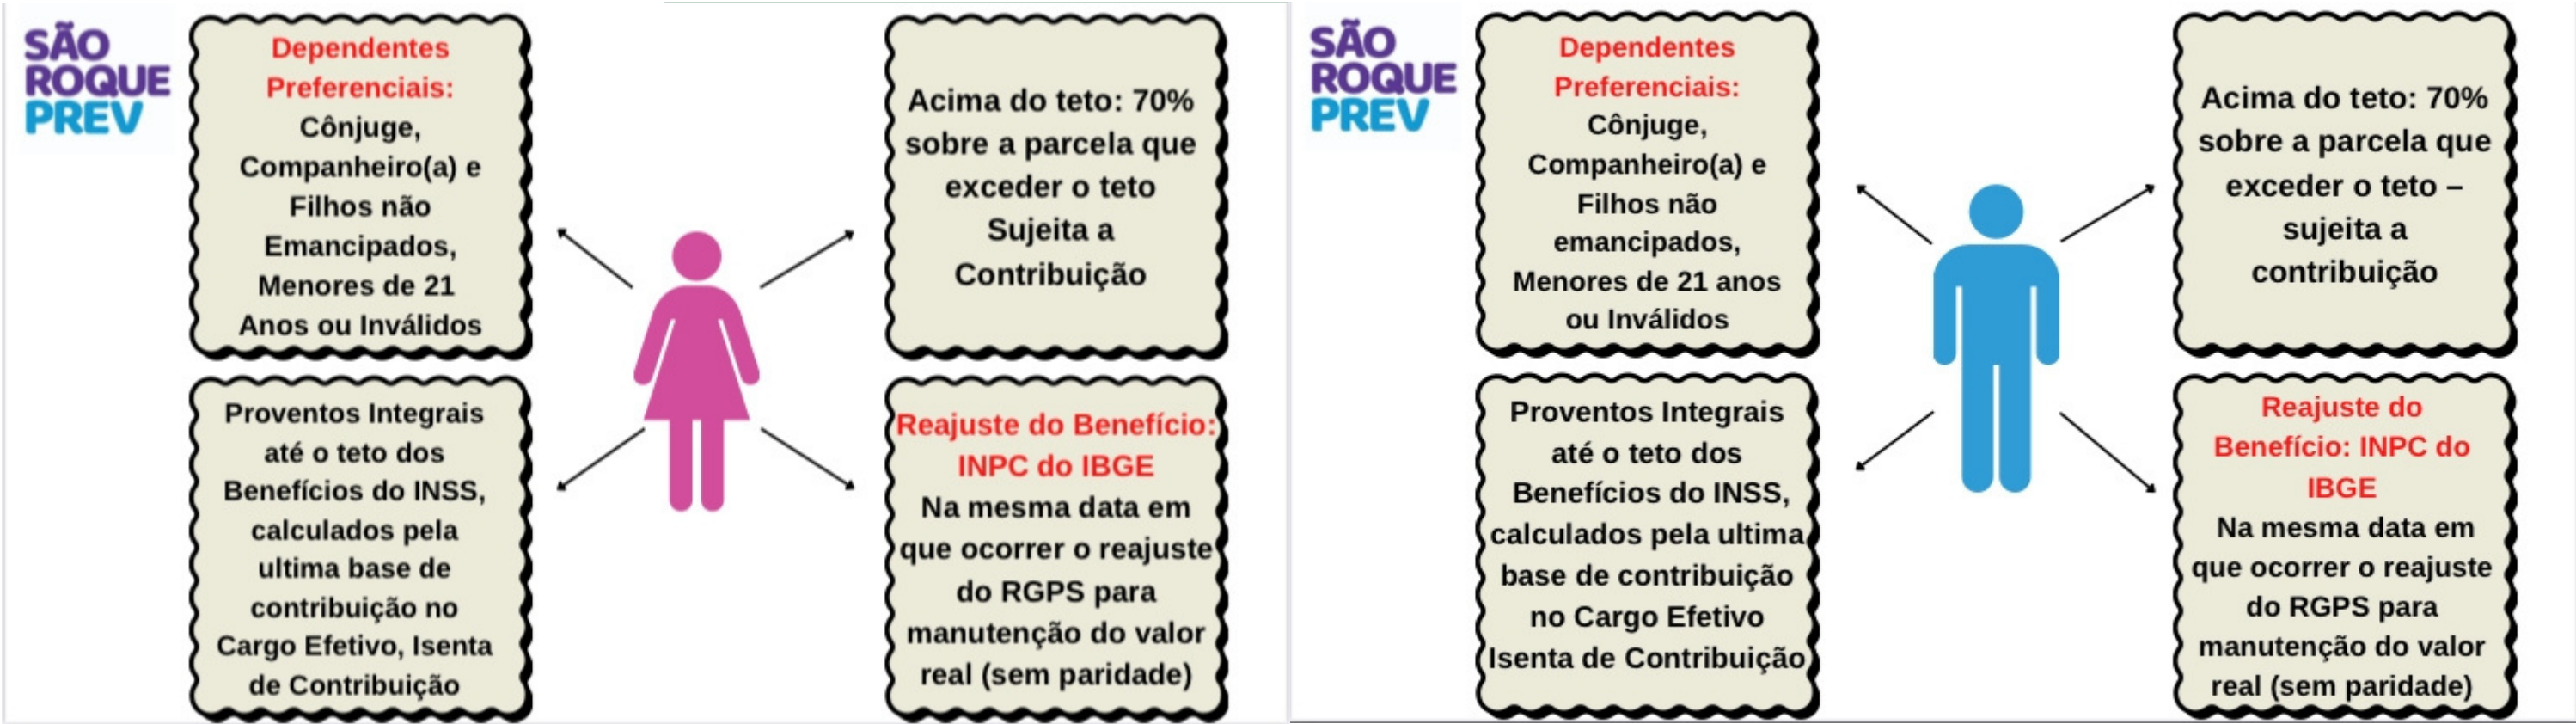 SÃO
ROQUE
PREV
Dependentes
Preferenciais:
Cônjuge,
Companheiro(a) e
Filhos não
Emancipados,
Menores de 21
Anos ou Inválidos
Acima do teto: 70%
sobre a parcela que
exceder o teto
Sujeita a
Contribuição
Proventos Integrais
até o teto dos
Benefícios do INSS,
calculados pela
ultima base de
contribuição no
Cargo Efetivo, Isenta
de Contribuição
Reajuste do Benefício:
INPC do IBGE
Na mesma data em
que ocorrer o reajuste
do RGPS para
manutenção do valor
real (sem paridade)
SÃO
ROQUE
PREV
Dependentes
Preferenciais:
Cônjuge,
Companheiro(a) e
Filhos não
emancipados,
Menores de 21 anos
ou Inválidos
Acima do teto: 70%
sobre a parcela que
exceder o teto –
sujeita a
contribuição
Proventos Integrais
até o teto dos
Benefícios do INSS,
calculados pela ultima
base de contribuição
no Cargo Efetivo
Isenta de Contribuição
Reajuste do
Benefício: INPC do
IBGE
Na mesma data em
que ocorrer o reajuste
do RGPS para
manutenção do valor
real (sem paridade)